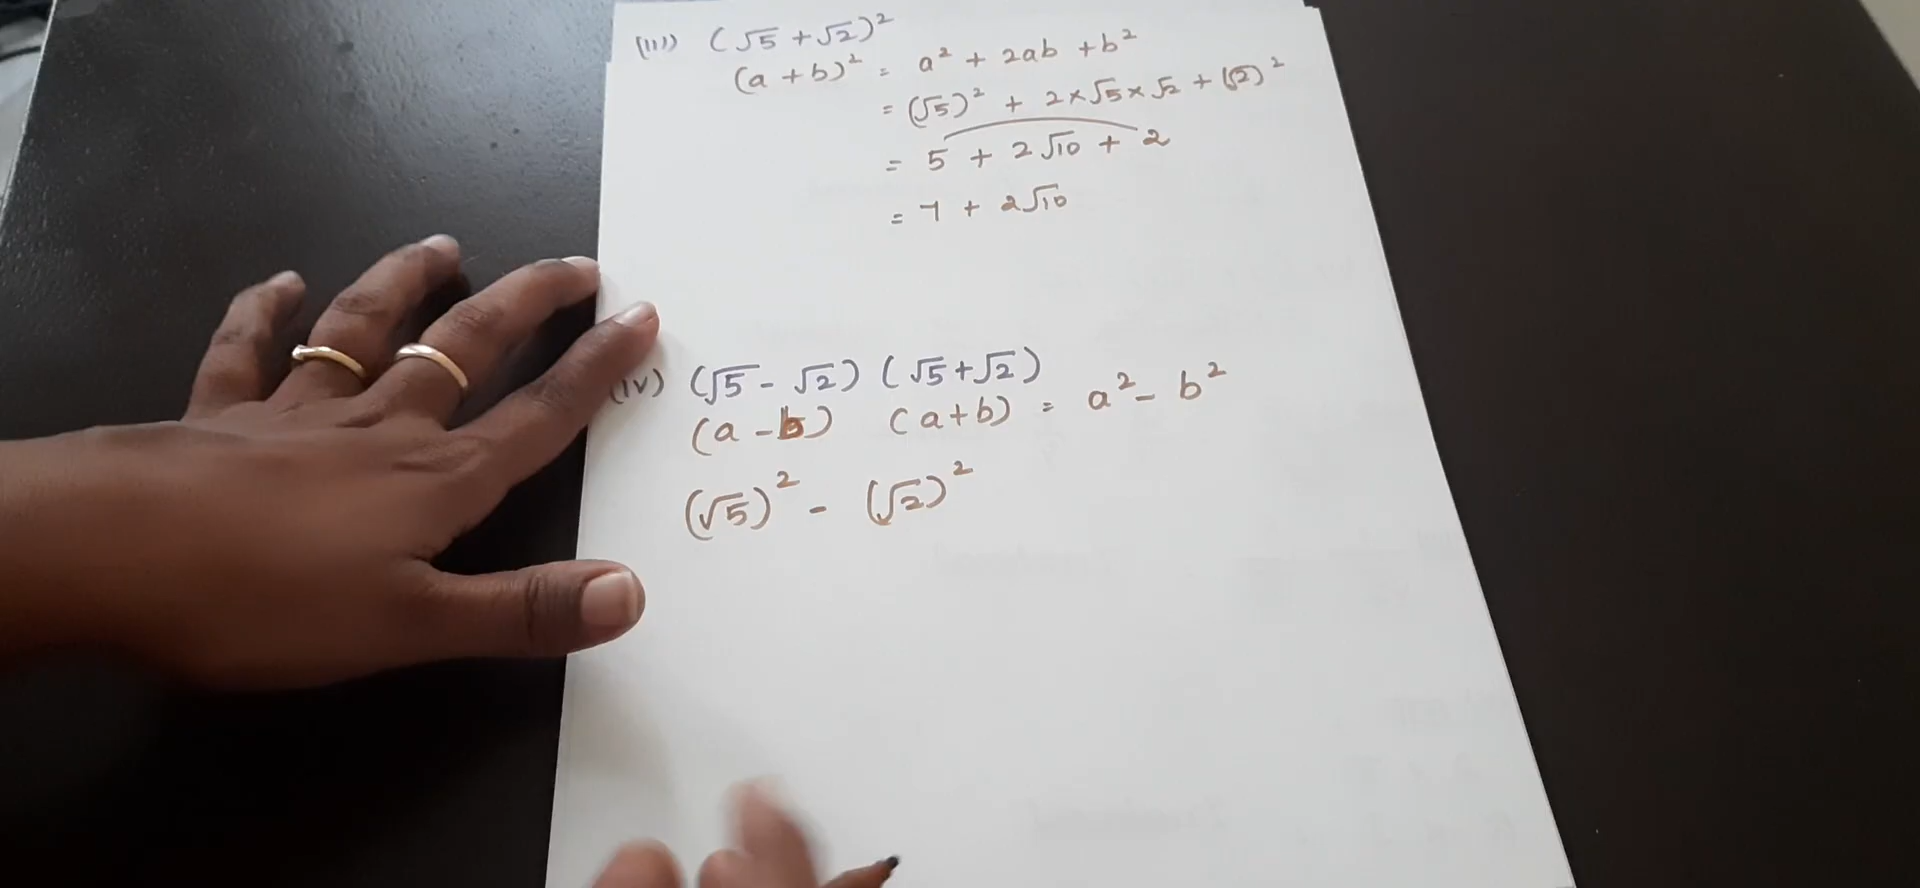 (iii) (√5 + √2)²
(a + b)² = a² + 2ab + b²
= (√5)² + 2 × √5 × √2 + (√2)²
= 5 + 2√10 + 2
= 7 + 2√10
(iv) (√5 - √2) (√5 + √2)
(a - b) (a + b) = a² - b²
(√5)² - (√2)²